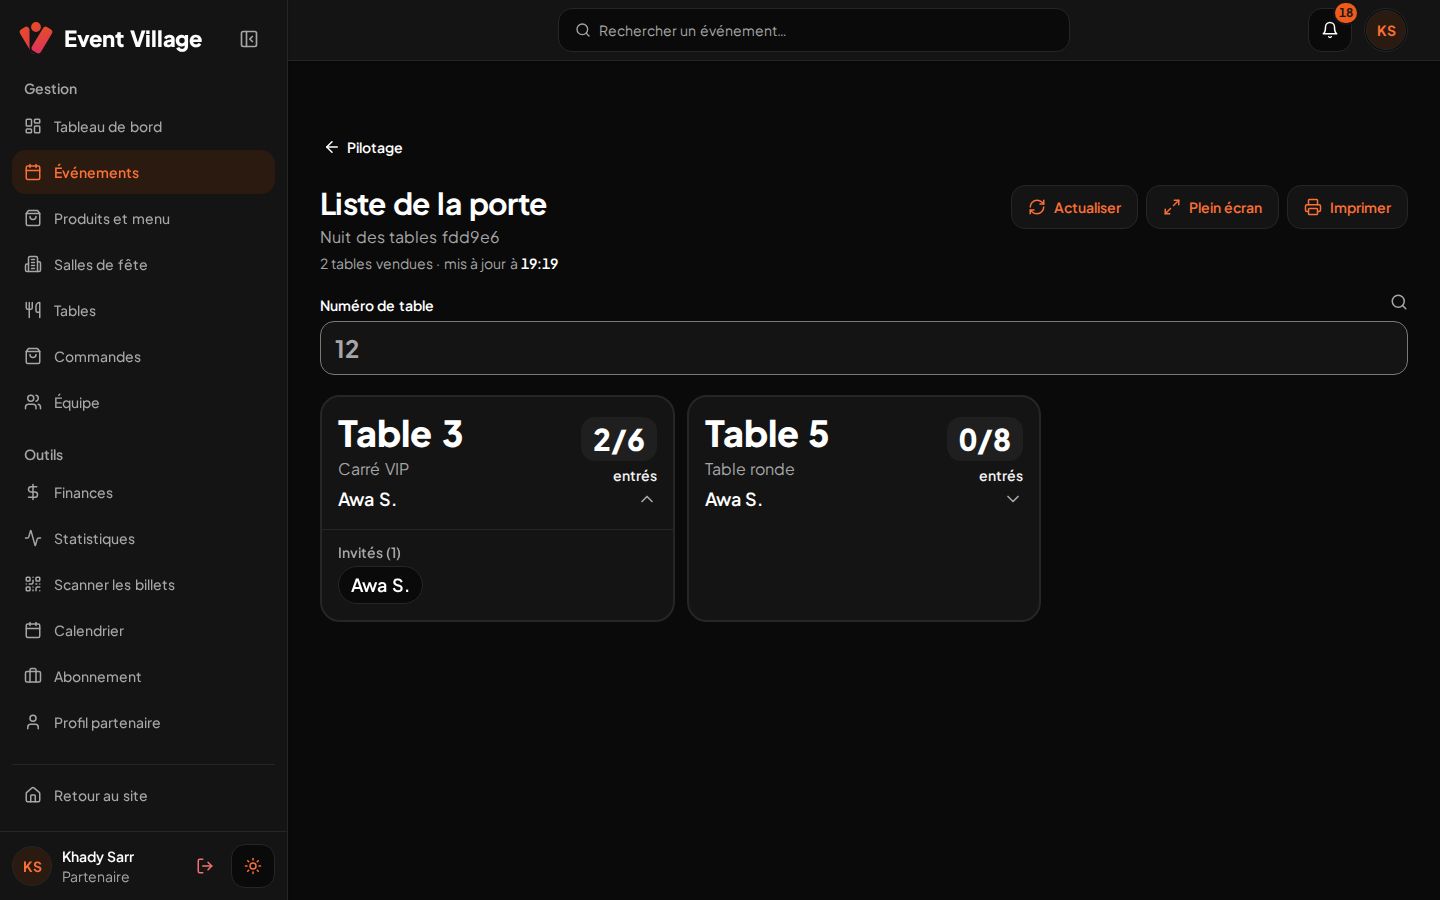 Event Village
Rechercher un événement...
18
KS
Gestion
Tableau de bord
Événements
Produits et menu
Salles de fête
Tables
Commandes
Équipe
Outils
Finances
Statistiques
Scanner les billets
Calendrier
Abonnement
Profil partenaire
Retour au site
KS
Khady Sarr
Partenaire
Pilotage
Liste de la porte
Nuit des tables fdd9e6
2 tables vendues · mis à jour à 19:19
Actualiser
Plein écran
Imprimer
Numéro de table
12
Table 3
2/6
Carré VIP
entrés
Awa S.
Invités (1)
Awa S.
Table 5
0/8
Table ronde
entrés
Awa S.